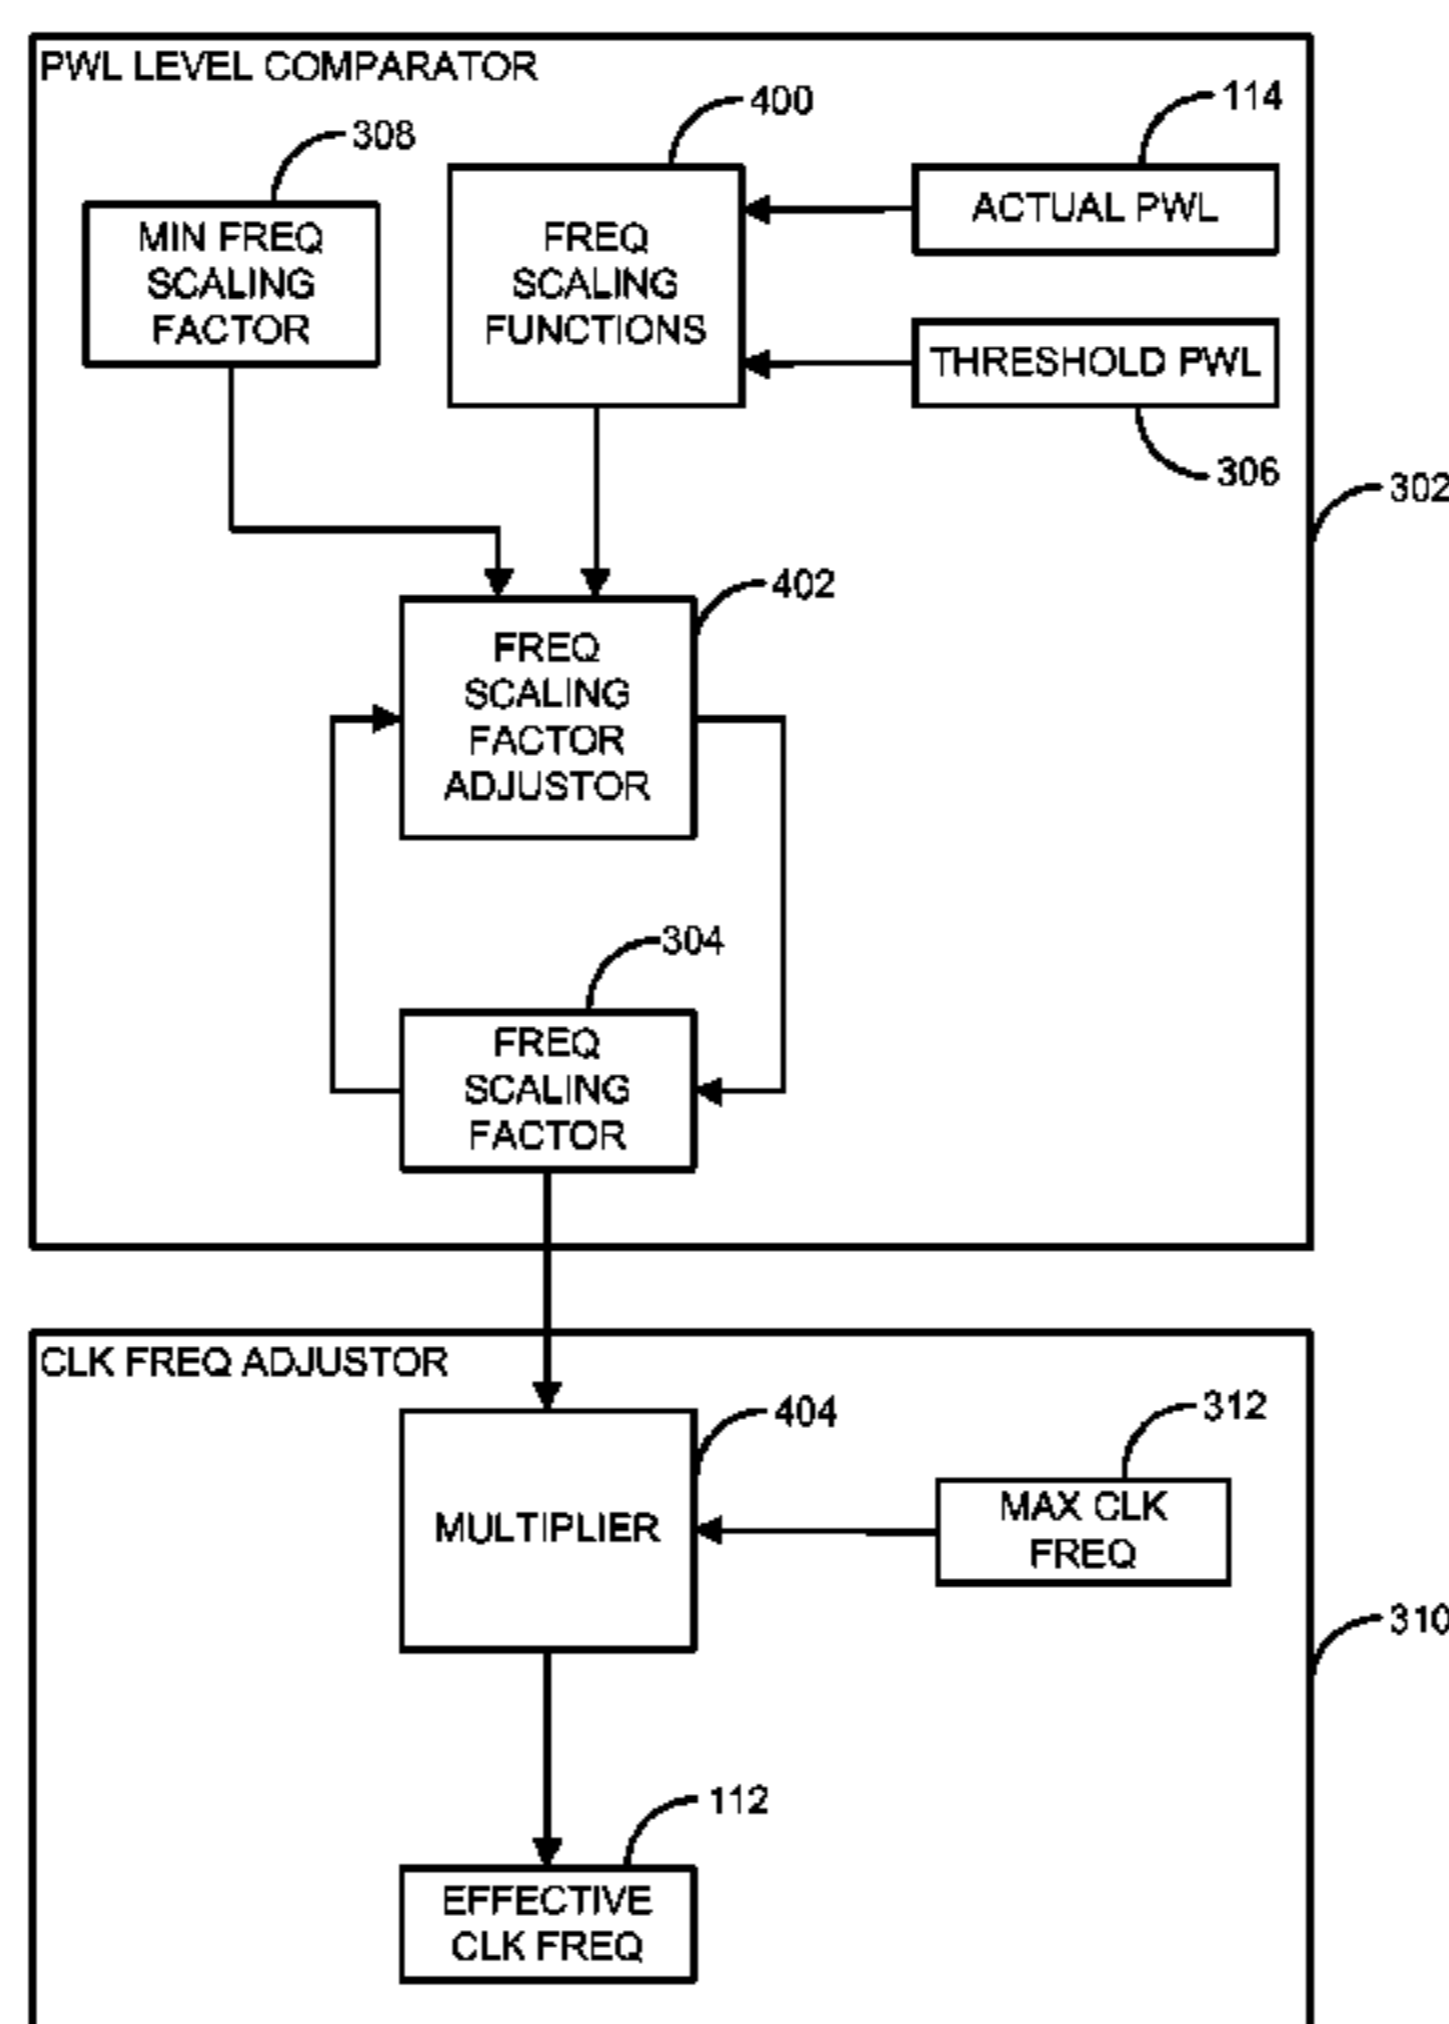 PWL LEVEL COMPARATOR
400
114
308
MIN FREQ
SCALING
FACTOR
FREQ
SCALING
FUNCTIONS
ACTUAL PWL
THRESHOLD PWL
306
302
402
FREQ
SCALING
FACTOR
ADJUSTOR
304
FREQ
SCALING
FACTOR
CLK FREQ ADJUSTOR
404
312
MULTIPLIER
MAX CLK
FREQ
310
112
EFFECTIVE
CLK FREQ